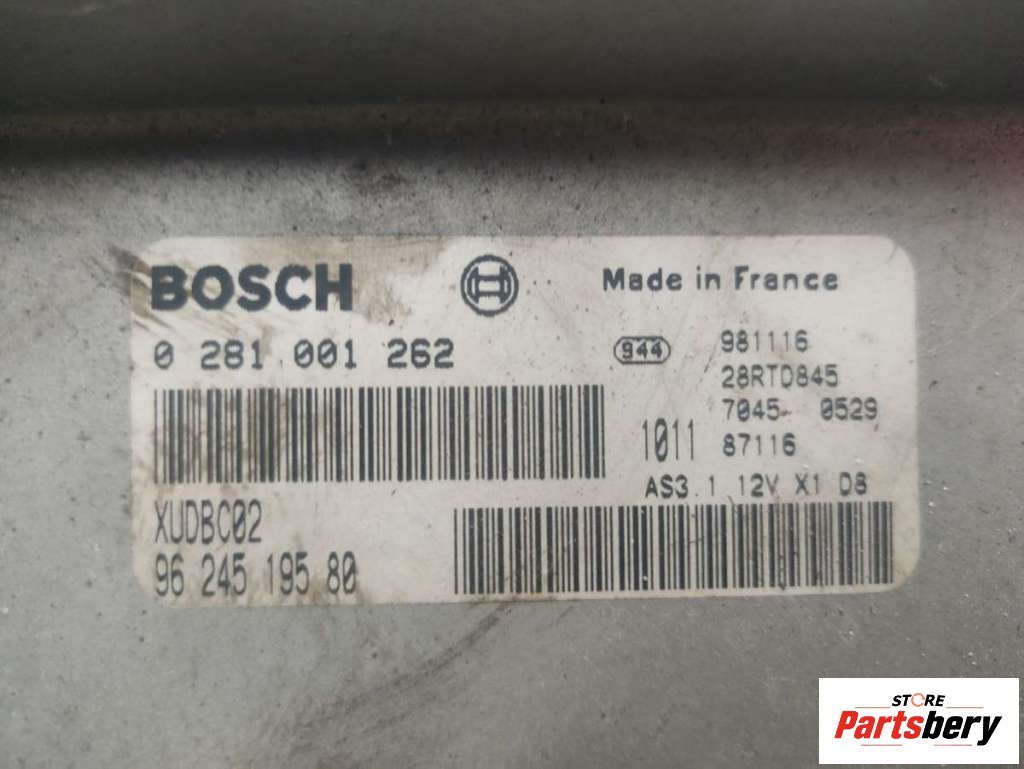 BOSCH
Made in France
0 281 001 262
944
981116
28RTD845
7045 0529
1011 87116
AS3.1 12V X1 D8
XUDBC02
96 245 195 80
STORE
Partsbery